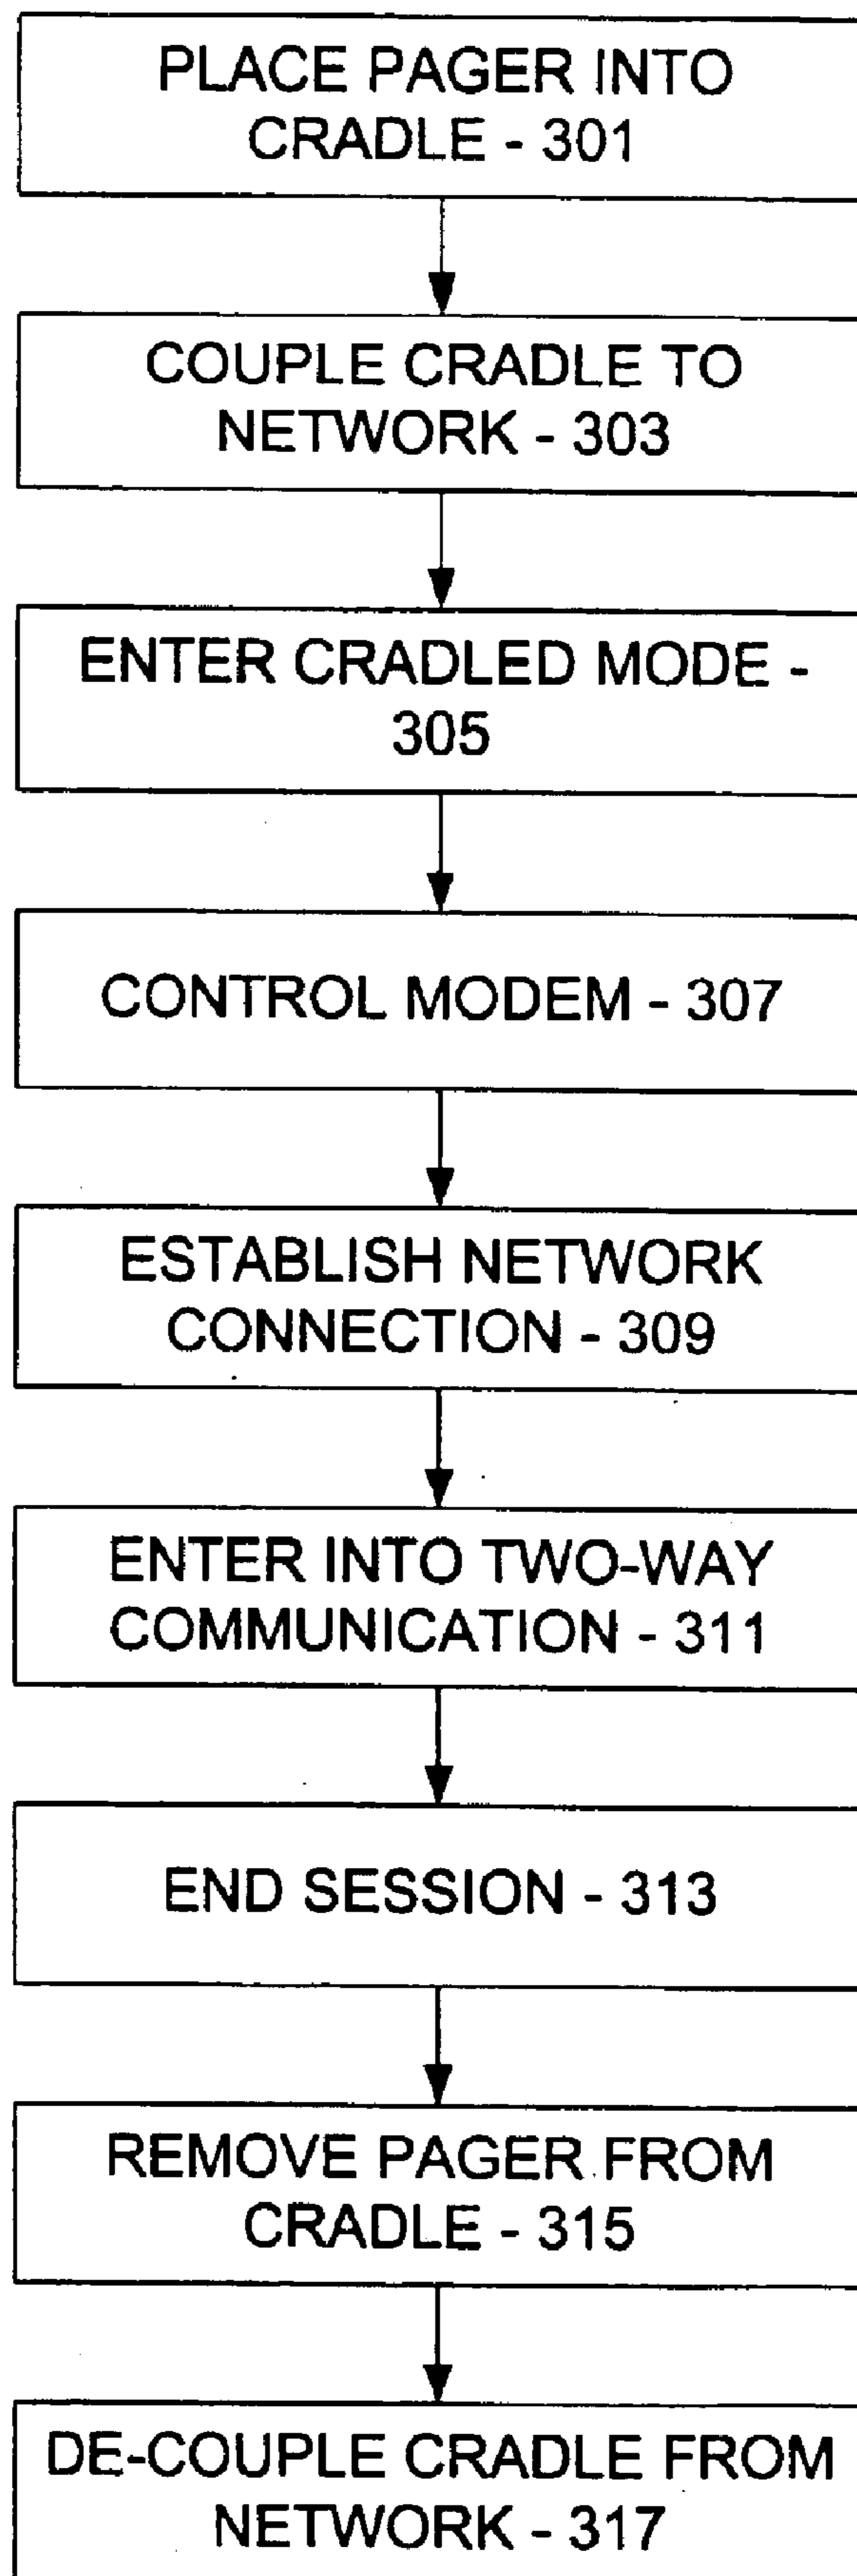 PLACE PAGER INTO
CRADLE - 301
COUPLE CRADLE TO
NETWORK - 303
ENTER CRADLED MODE -
305
CONTROL MODEM - 307
ESTABLISH NETWORK
CONNECTION - 309
ENTER INTO TWO-WAY
COMMUNICATION - 311
END SESSION - 313
REMOVE PAGER FROM
CRADLE - 315
DE-COUPLE CRADLE FROM
NETWORK - 317